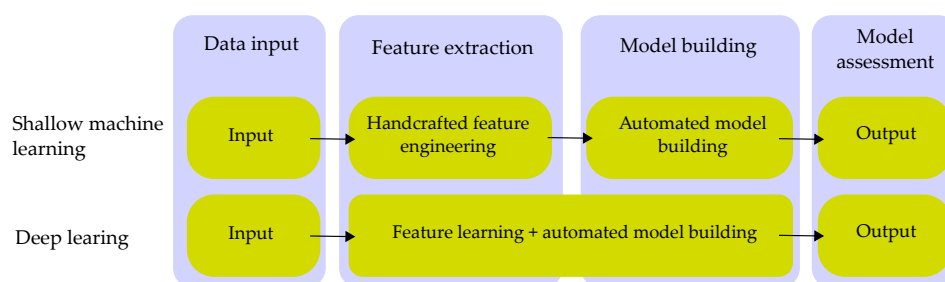 Data input
Feature extraction
Model building
Model
assessment
Shallow machine
learning
Input
Handcrafted feature
engineering
Automated model
building
Output
Deep learing
Input
Feature learning + automated model building
Output